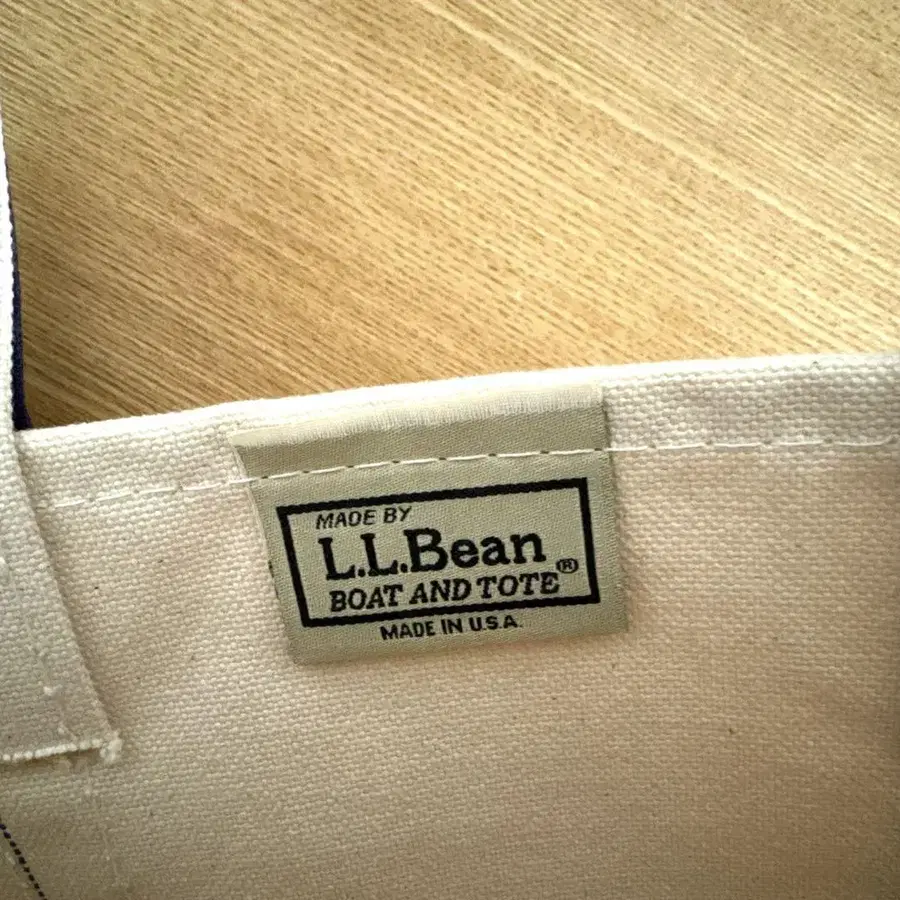 MADE BY
L.L.Bean
BOAT AND TOTE®
MADE IN U.S.A.